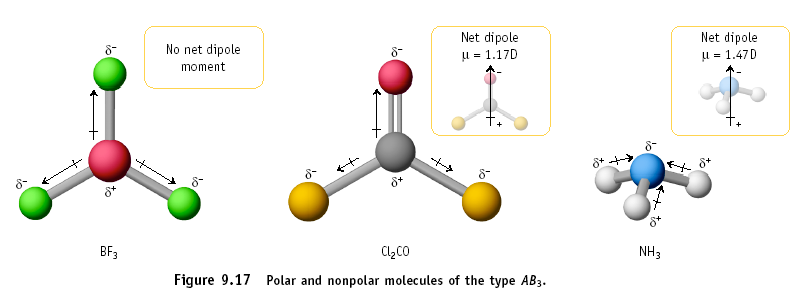 No net dipole
moment
δ−
δ−
δ−
δ+
BF3
Net dipole
μ = 1.17D
−
+
δ−
δ−
δ−
δ+
Cl2CO
Net dipole
μ = 1.47D
−
+
δ−
δ+
δ+
δ+
NH3
Figure 9.17 Polar and nonpolar molecules of the type AB3.